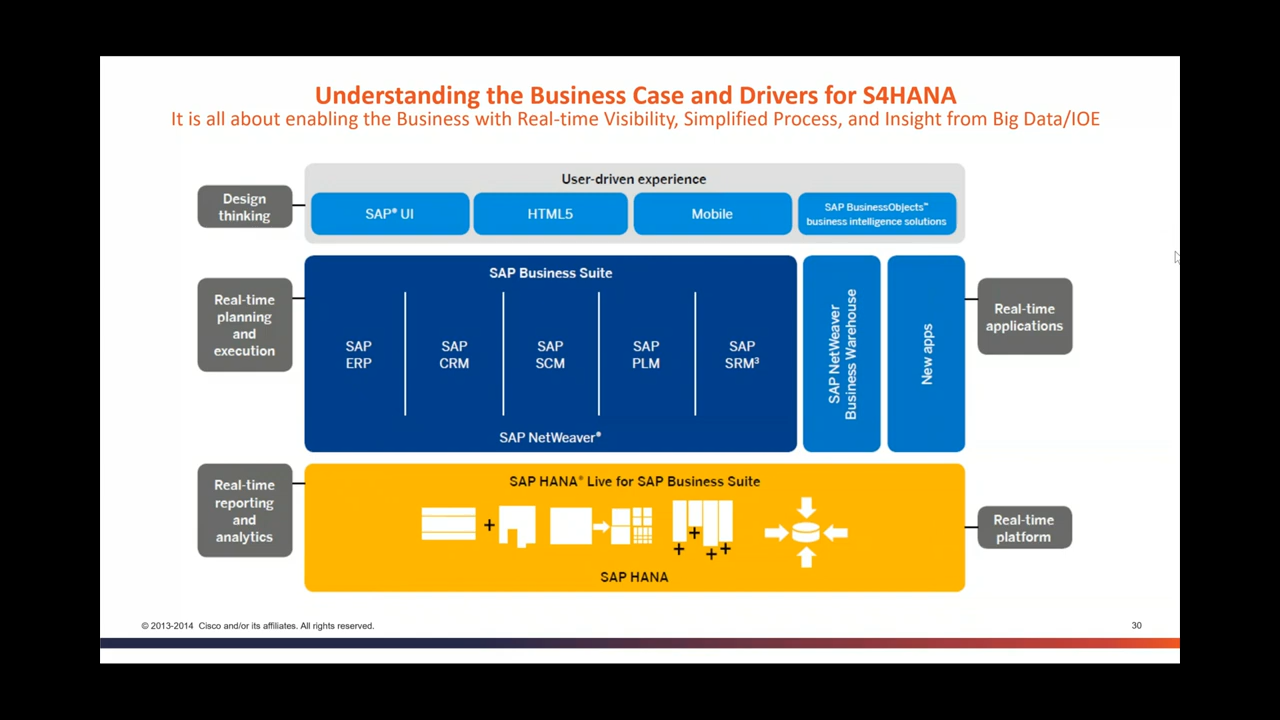 Understanding the Business Case and Drivers for S4HANA
It is all about enabling the Business with Real-time Visibility, Simplified Process, and Insight from Big Data/IOE
Design
thinking
User-driven experience
SAP® UI
HTML5
Mobile
SAP BusinessObjects™
business intelligence solutions
Real-time
planning
and
execution
SAP Business Suite
SAP
ERP
SAP
CRM
SAP
SCM
SAP
PLM
SAP
SRM³
SAP NetWeaver®
SAP NetWeaver
Business Warehouse
New apps
Real-time
applications
Real-time
reporting
and
analytics
SAP HANA® Live for SAP Business Suite
SAP HANA
Real-time
platform
© 2013-2014 Cisco and/or its affiliates. All rights reserved.
30